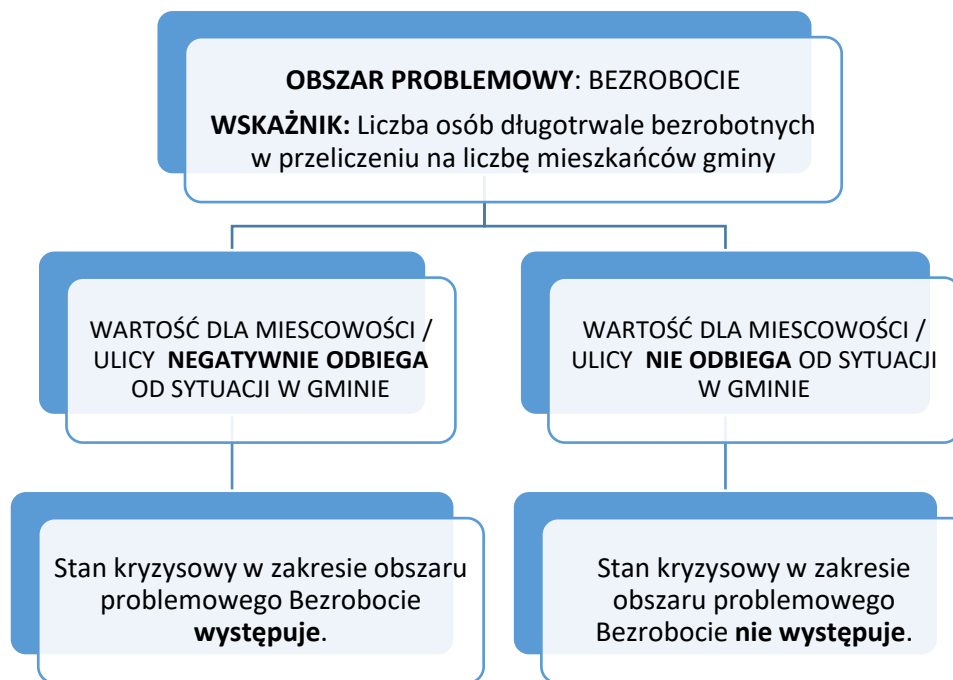 OBSZAR PROBLEMOWY: BEZROBOCIE
WSKAŹNIK: Liczba osób długotrwale bezrobotnych
w przeliczeniu na liczbę mieszkańców gminy
WARTOŚĆ DLA MIESCOWOŚCI /
ULICY NEGATYWNIE ODBIEGA
OD SYTUACJI W GMINIE
WARTOŚĆ DLA MIESCOWOŚCI /
ULICY NIE ODBIEGA OD SYTUACJI
W GMINIE
Stan kryzysowy w zakresie obszaru
problemowego Bezrobocie
występuje.
Stan kryzysowy w zakresie
obszaru problemowego
Bezrobocie nie występuje.